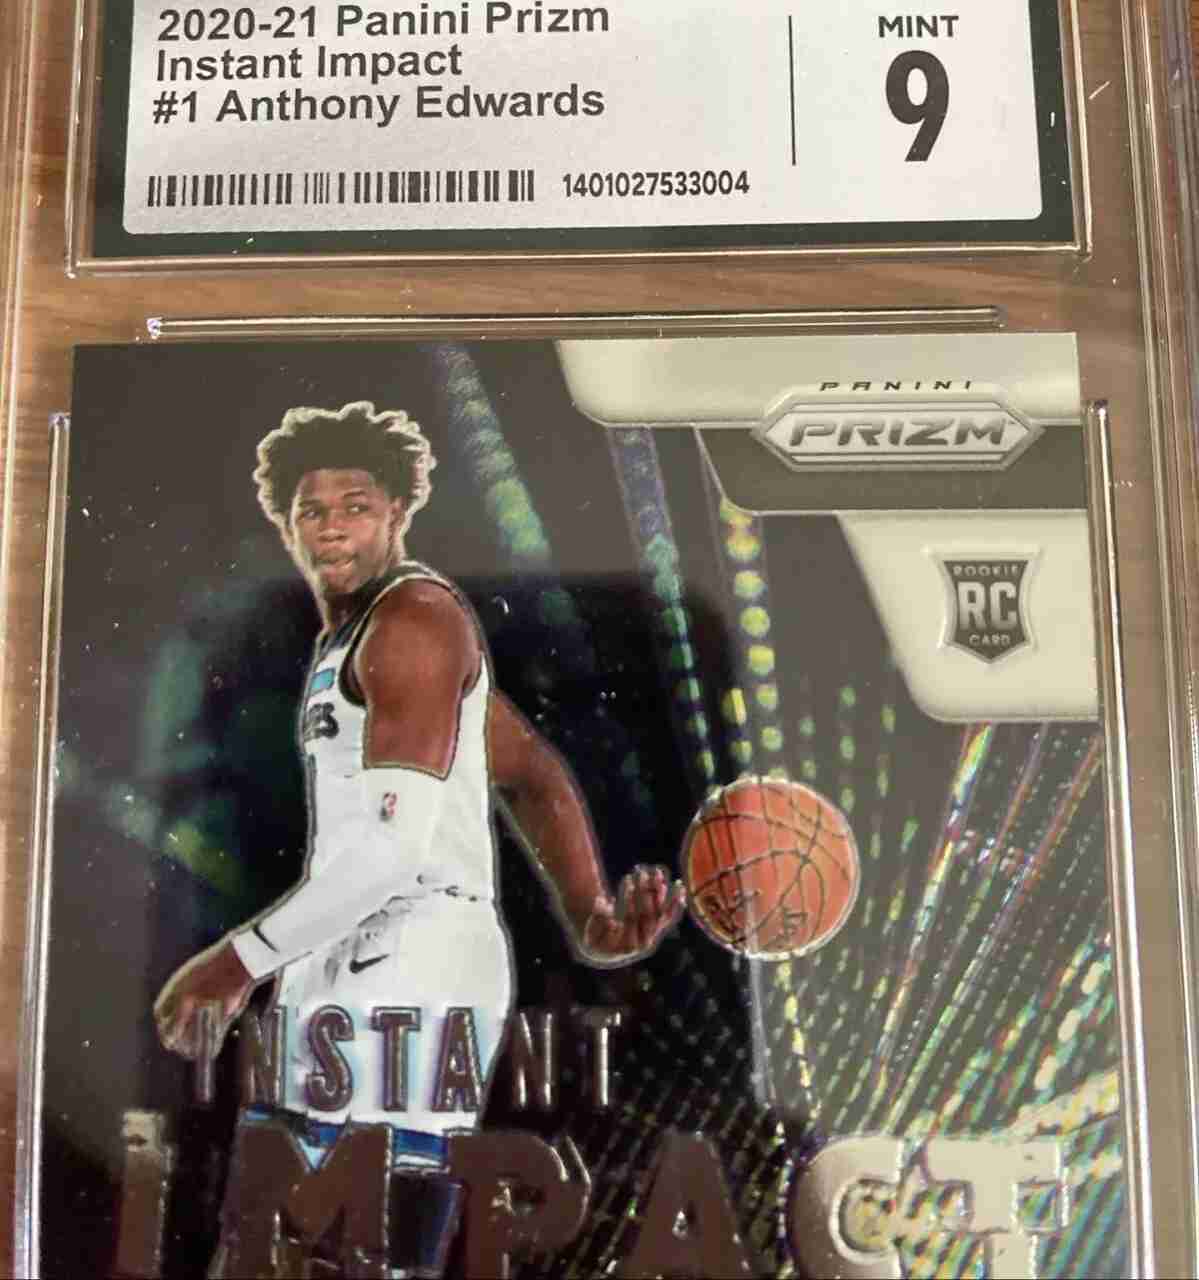 2020-21 Panini Prizm
Instant Impact
#1 Anthony Edwards
MINT
9
1401027533004
PANINI
PRIZM
ROOKIE
RC
CARD
INSTANT
IMPACT